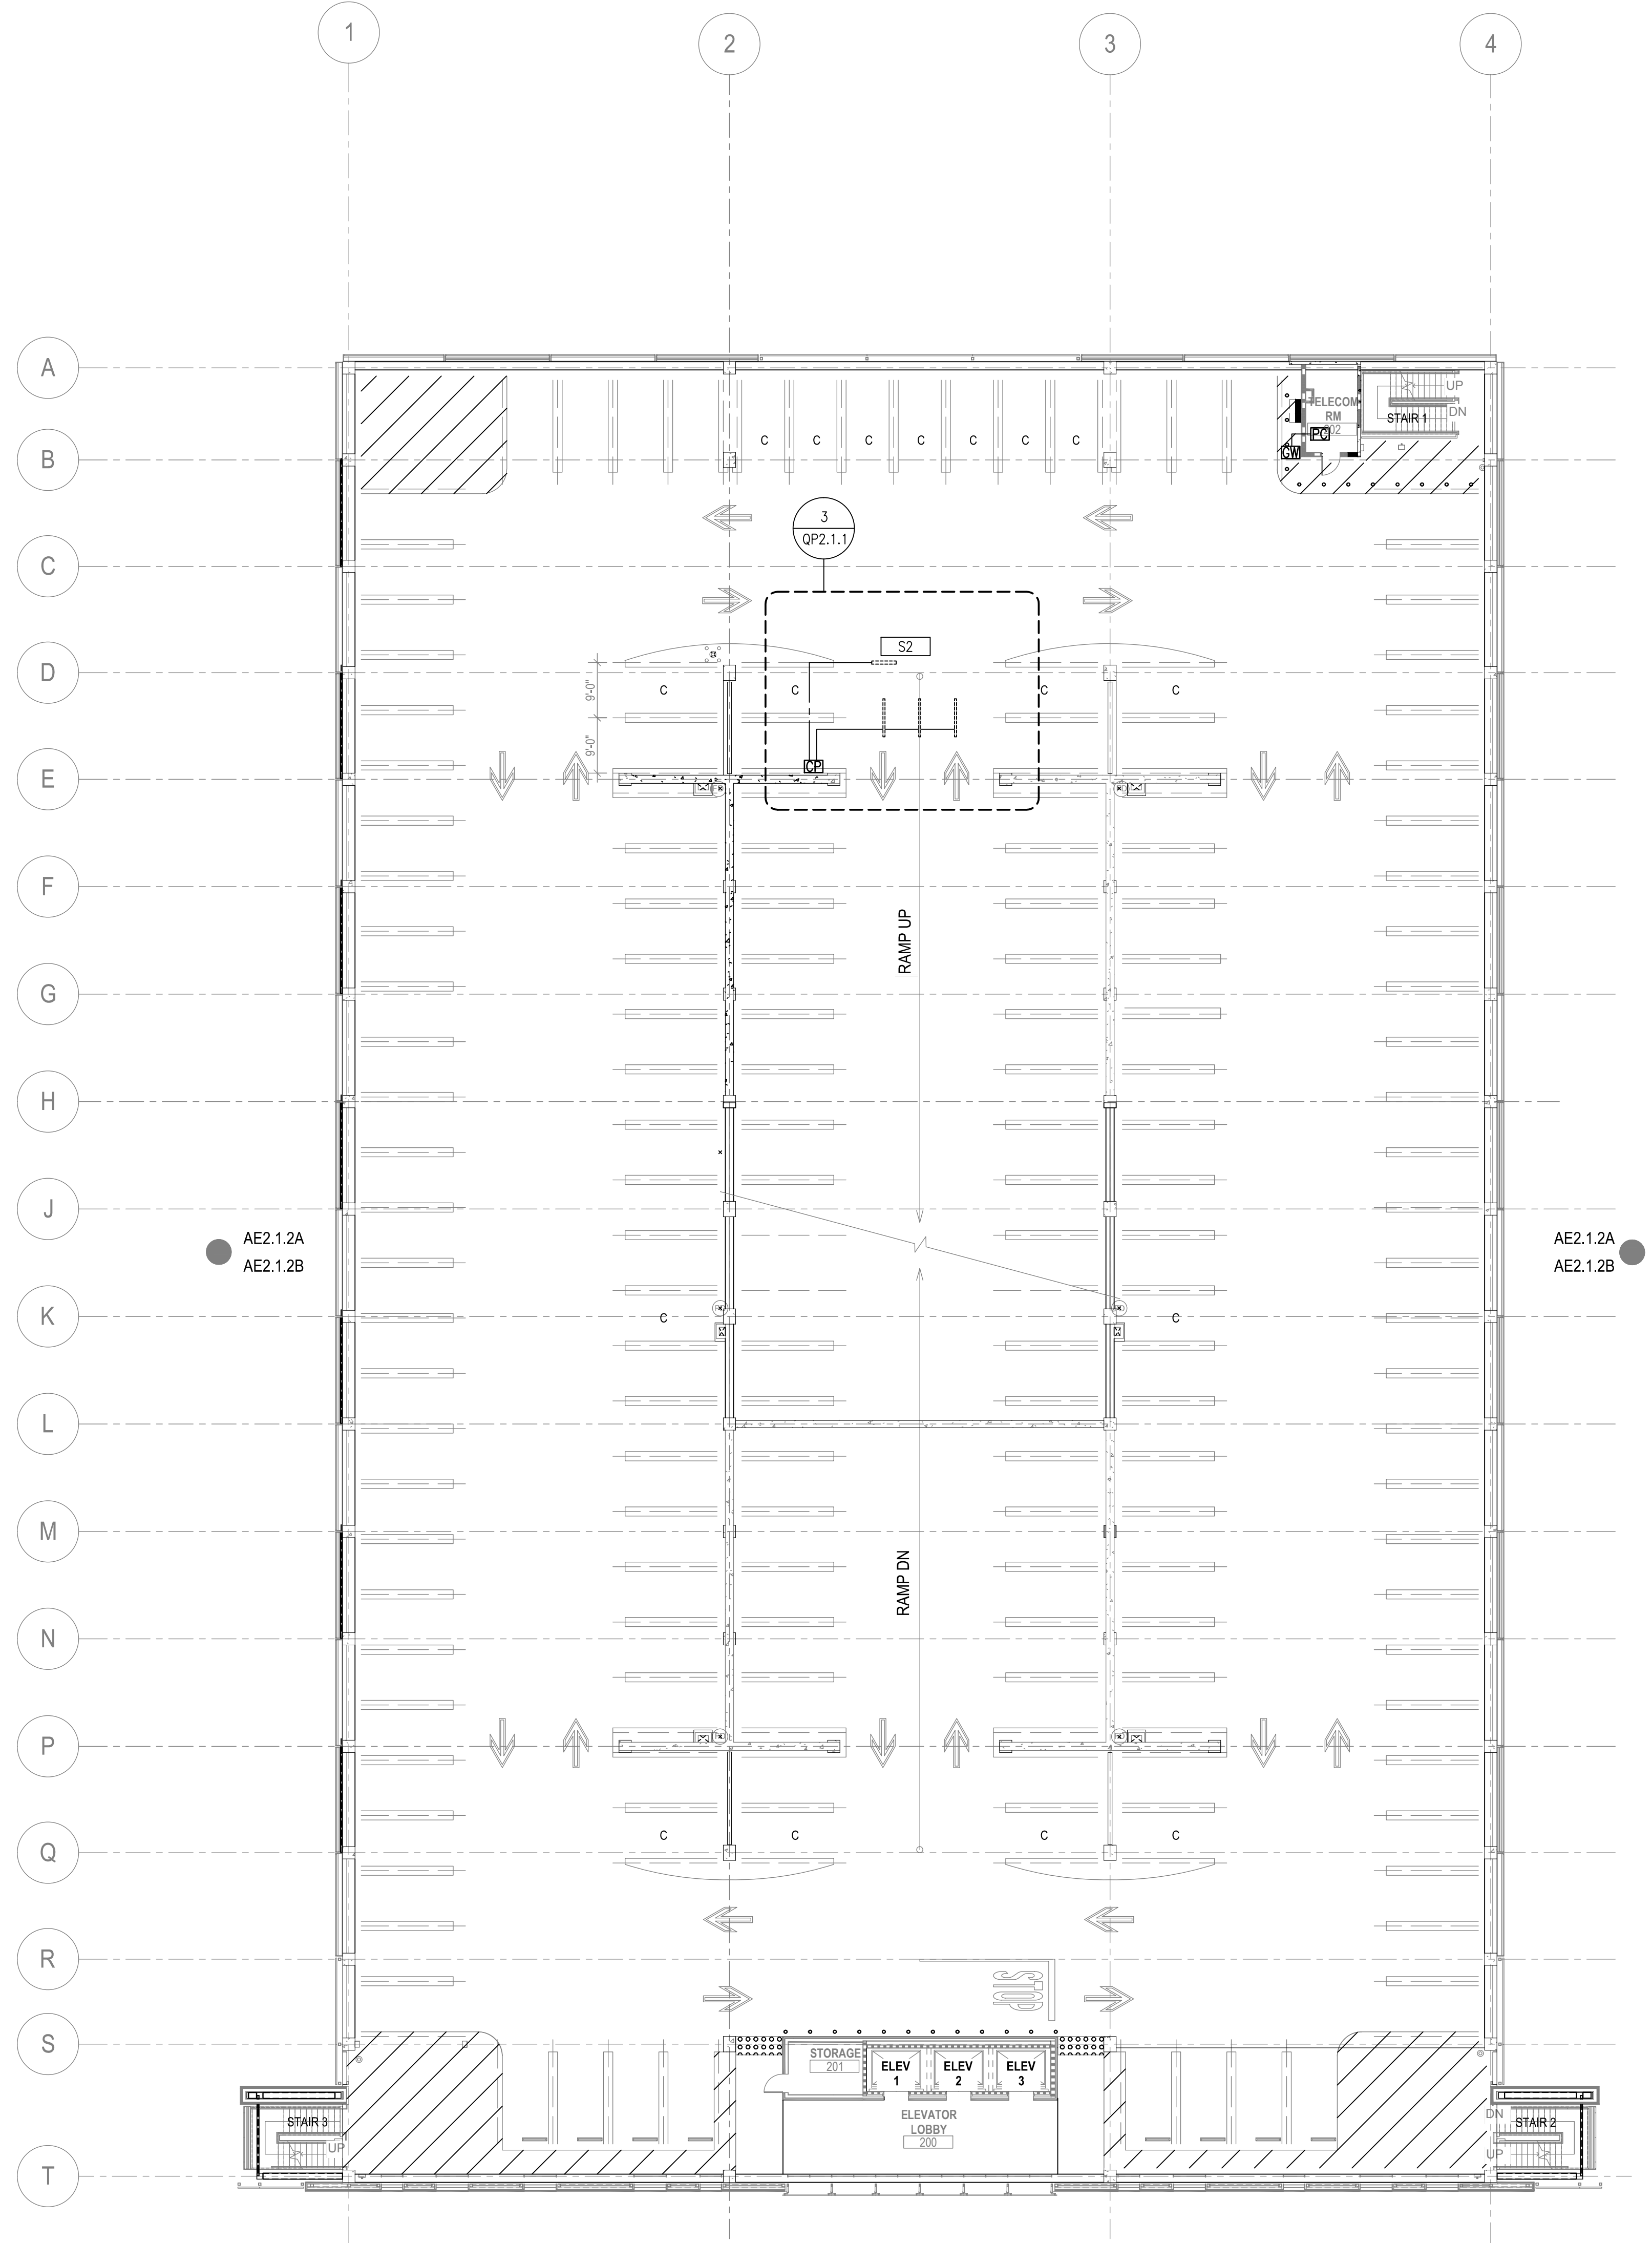 1
2
3
4
A
TELECOM
RM
202
STAIR 1
UP
DN
PC
GW
B
C C C C C C C
3
QP2.1.1
C
S2
D
C C C C
9'-0"
9'-0"
CP
E
F
RAMP UP
G
H
J
AE2.1.2A
AE2.1.2B
AE2.1.2A
AE2.1.2B
K
C C
L
M
RAMP DN
N
P
C C C C
Q
R
STOP
S
STORAGE
201
ELEV
1
ELEV
2
ELEV
3
ELEVATOR
LOBBY
200
STAIR 3
UP
DN
STAIR 2
UP
T